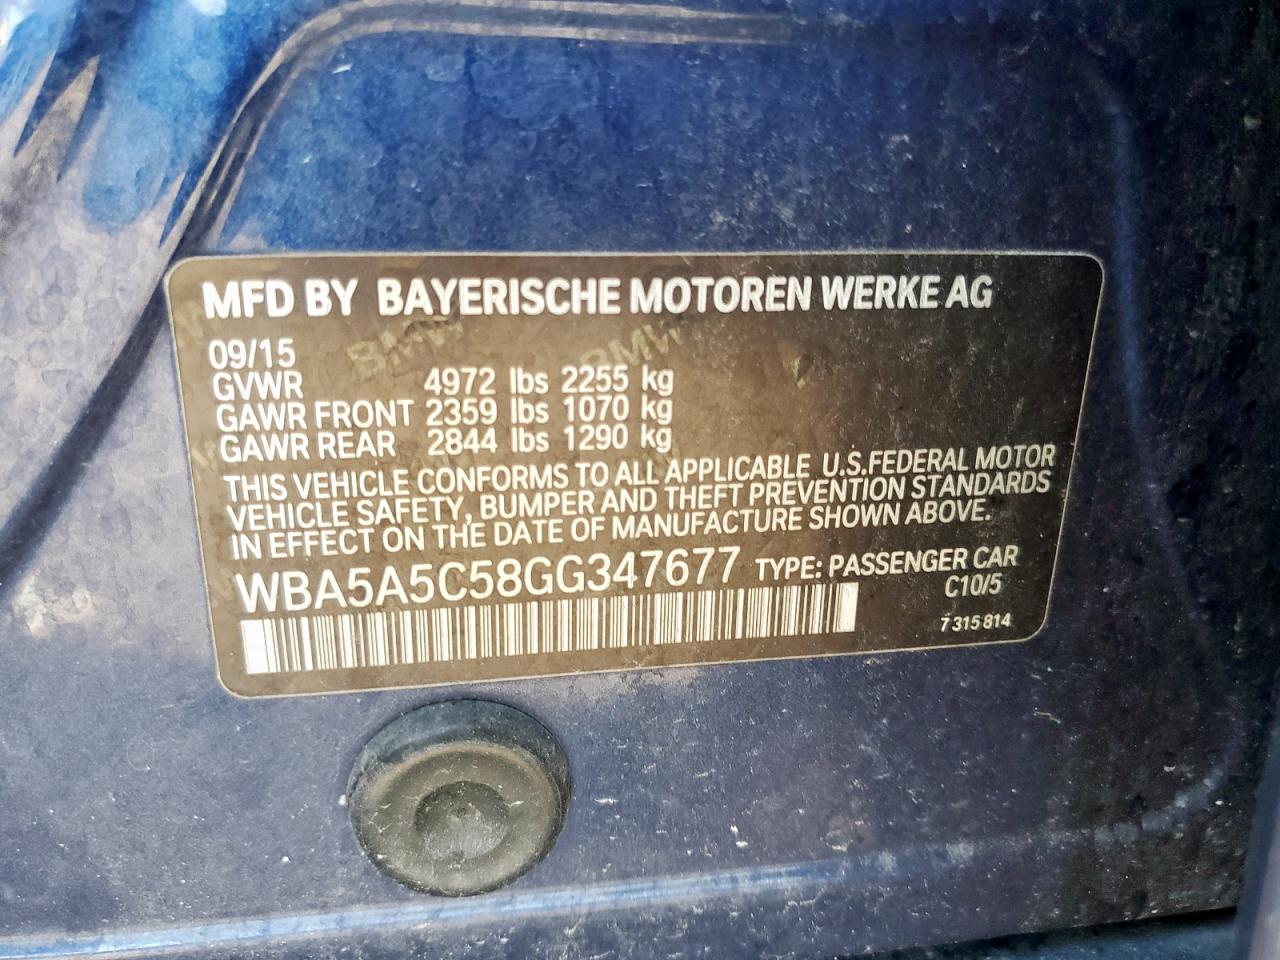 MFD BY BAYERISCHE MOTOREN WERKE AG
09/15
GVWR 4972 lbs 2255 kg
GAWR FRONT 2359 lbs 1070 kg
GAWR REAR 2844 lbs 1290 kg
THIS VEHICLE CONFORMS TO ALL APPLICABLE U.S.FEDERAL MOTOR
VEHICLE SAFETY, BUMPER AND THEFT PREVENTION STANDARDS
IN EFFECT ON THE DATE OF MANUFACTURE SHOWN ABOVE.
WBA5A5C58GG347677 TYPE: PASSENGER CAR
C10/5
7 315 814
BMW
BMW